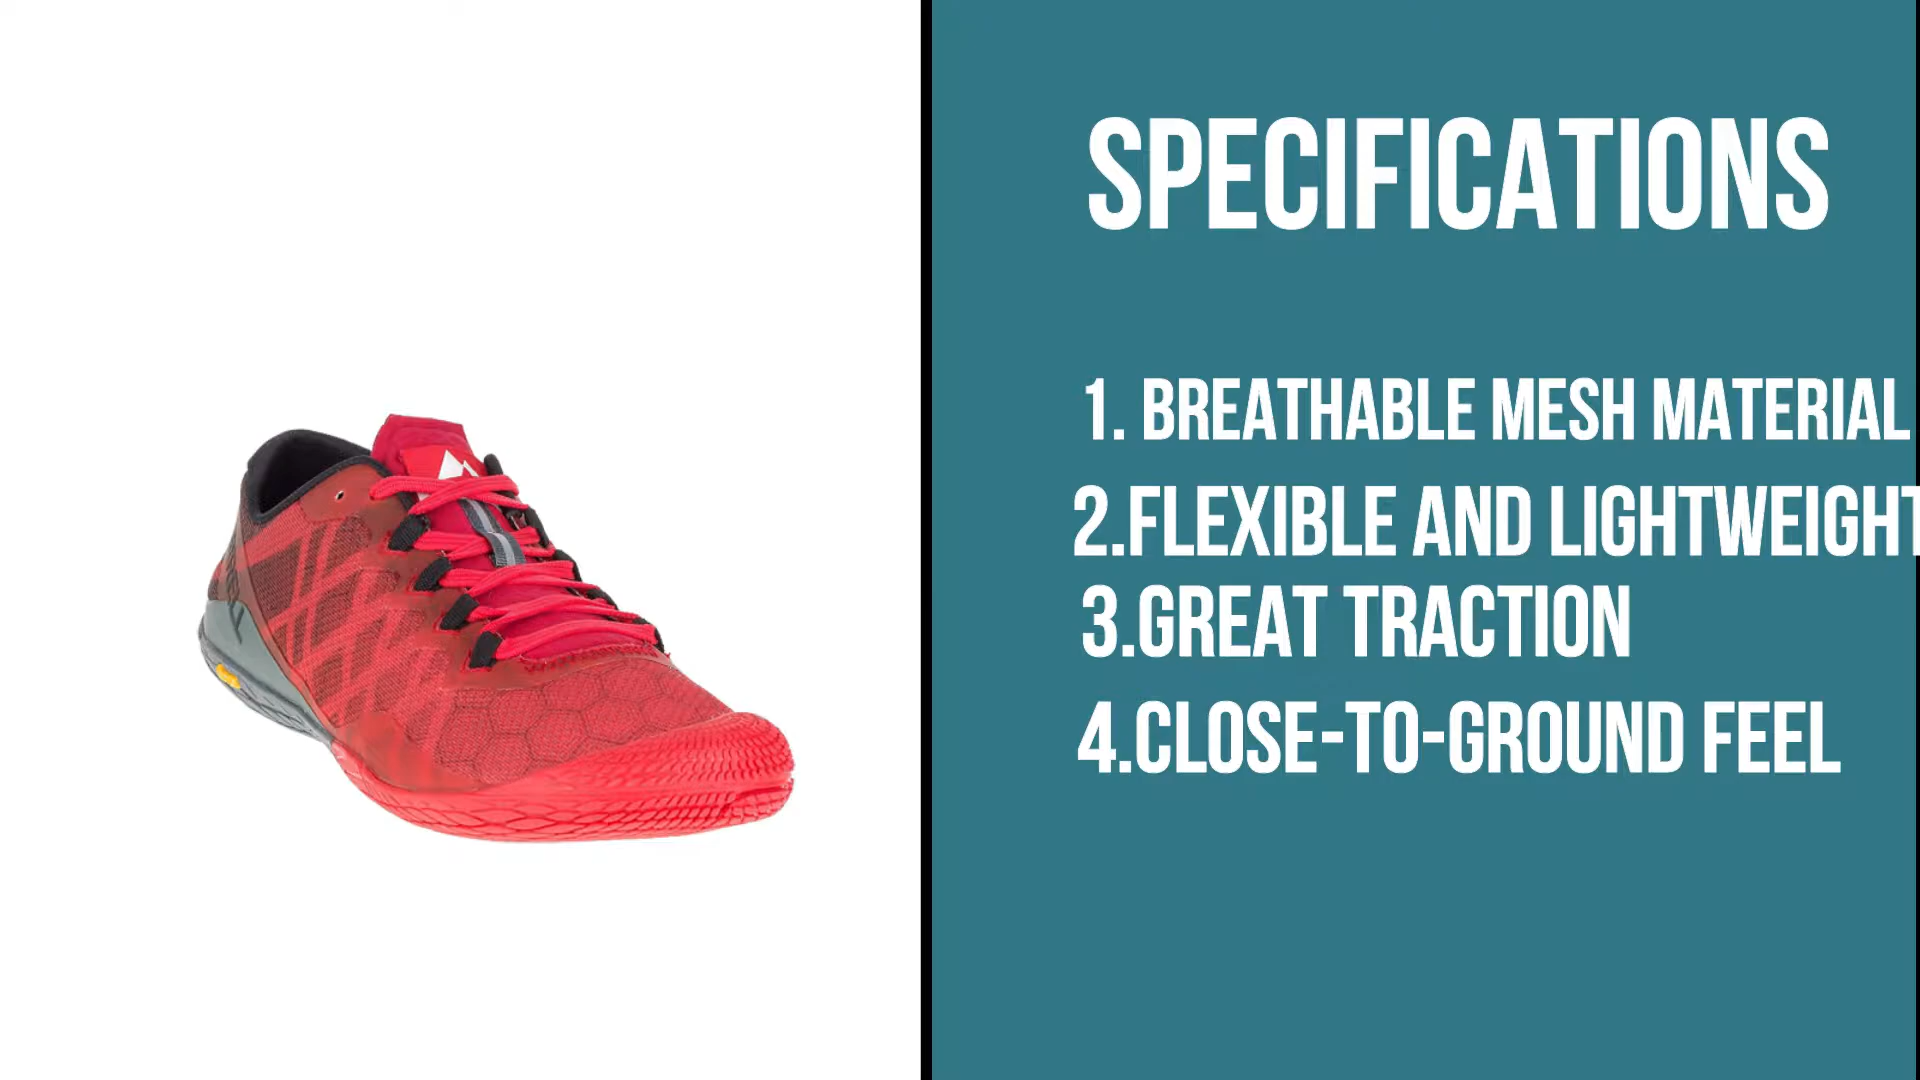 SPECIFICATIONS
1. BREATHABLE MESH MATERIAL
2.FLEXIBLE AND LIGHTWEIGHT
3.GREAT TRACTION
4.CLOSE-TO-GROUND FEEL